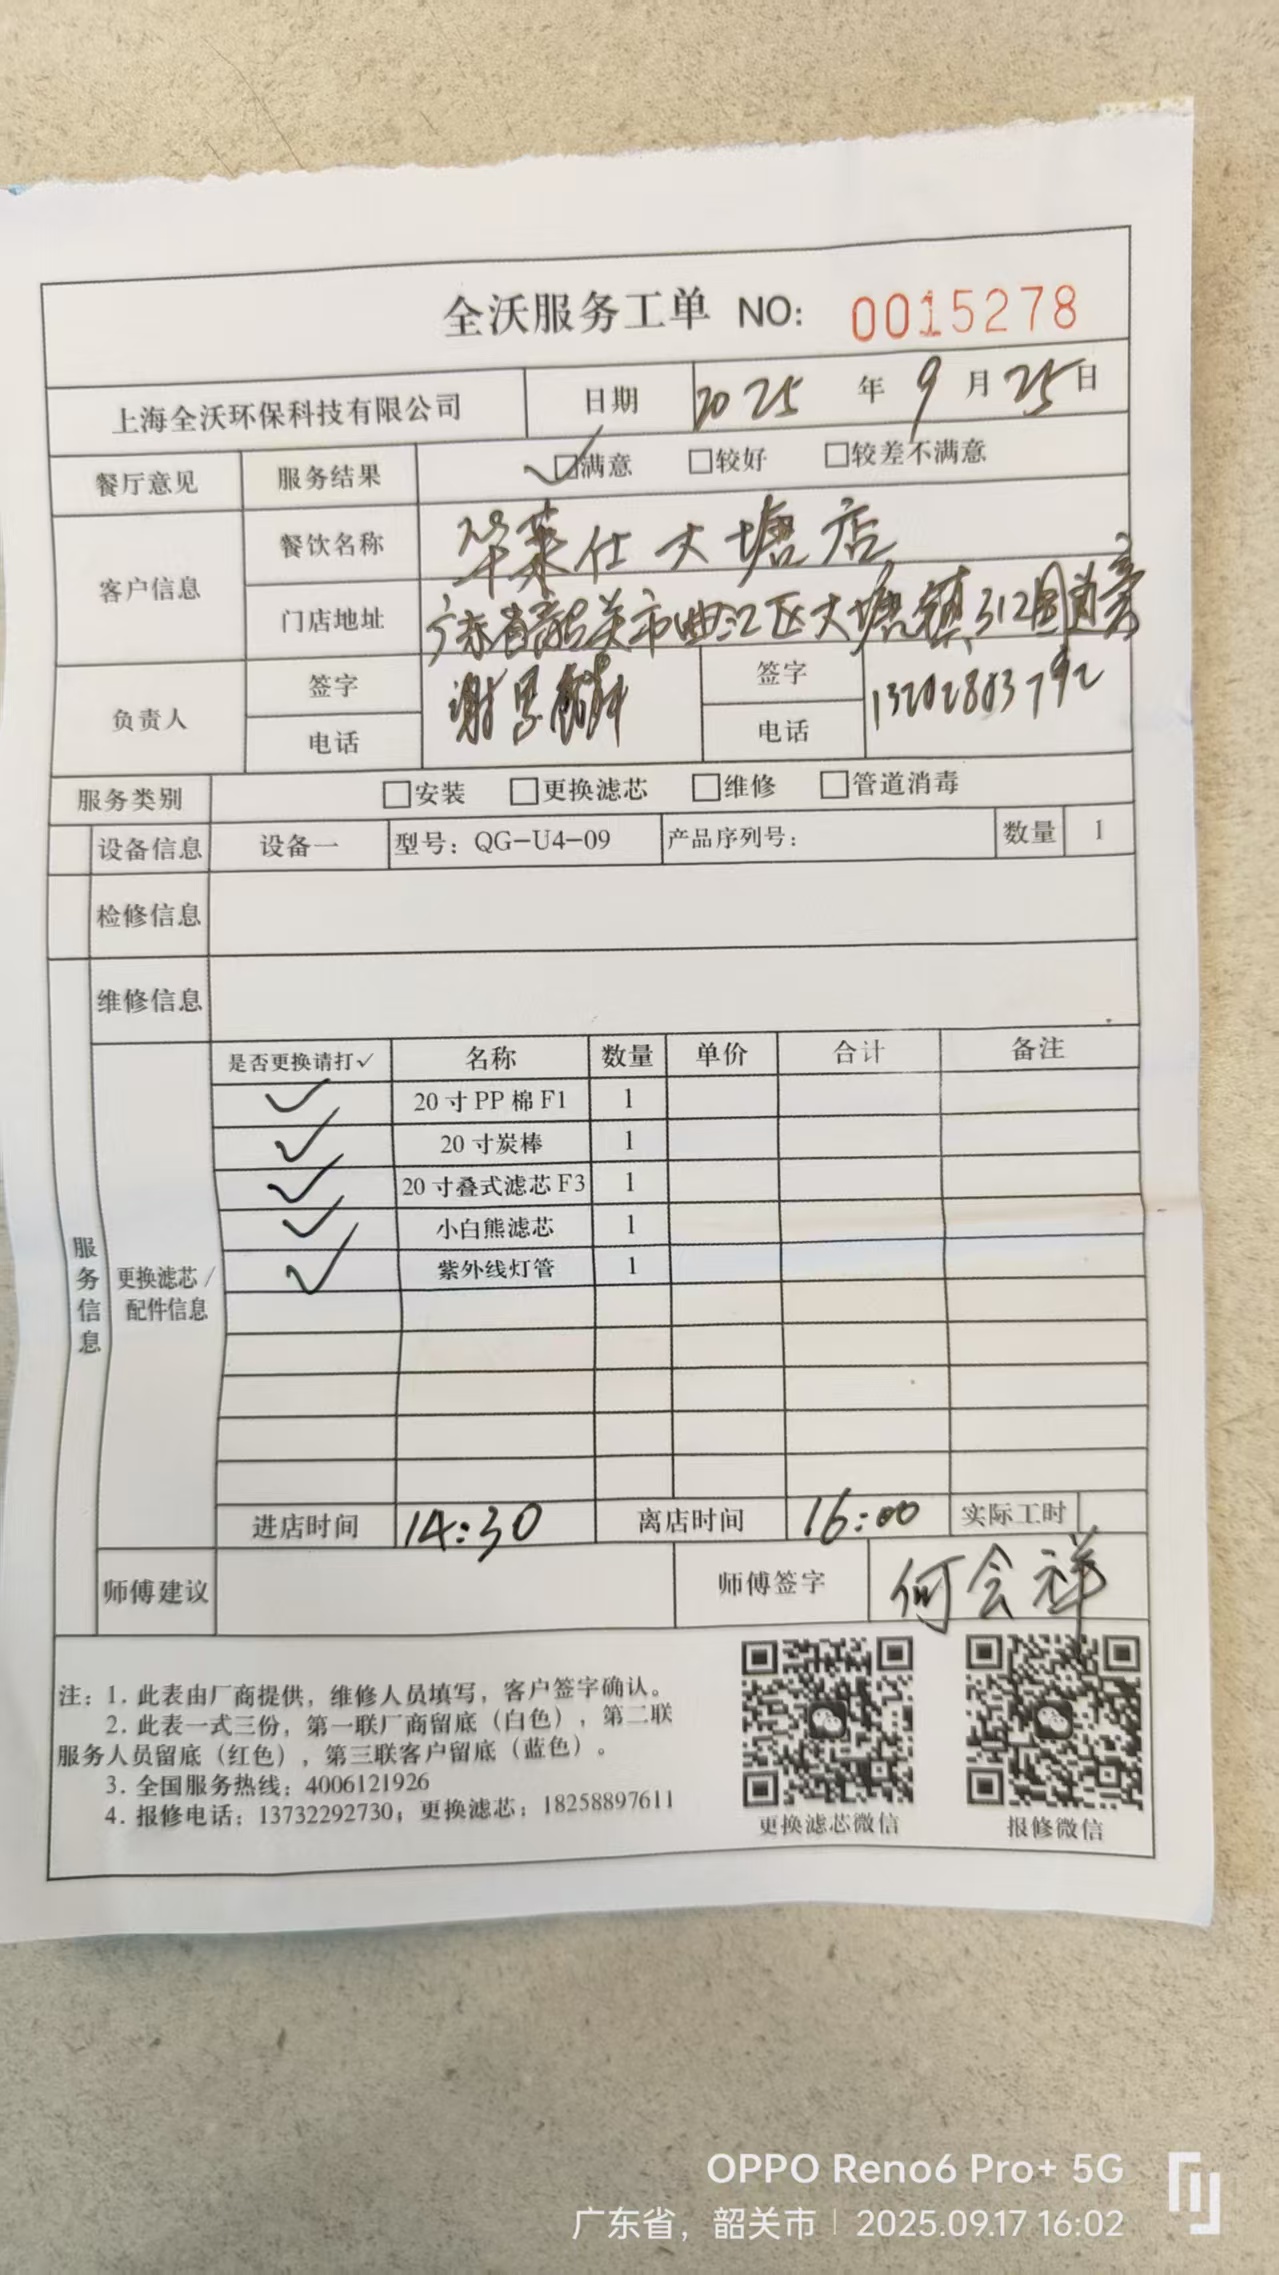 全沃服务工单 NO: 0015278
上海全沃环保科技有限公司 日期 2025 年 9 月 25 日
餐厅意见 服务结果 ✓□满意 □较好 □较差不满意
客户信息 餐饮名称 华莱仕大塘店
门店地址 广东省韶关市曲江区大塘镇312国道旁
负责人 签字 谢思 签字
电话 电话
服务类别 □安装 □更换滤芯 □维修 □管道消毒
设备信息 设备一 型号：QG-U4-09 产品序列号： 数量 1
检修信息
维修信息
是否更换请打✓ 名称 数量 单价 合计 备注
✓ 20寸PP棉F1 1
✓ 20寸炭棒 1
✓ 20寸叠式滤芯F3 1
✓ 小白熊滤芯 1
✓ 紫外线灯管 1
服务信息
更换滤芯/
配件信息
进店时间 14:30 离店时间 16:00 实际工时
师傅建议 师傅签字 何会祥
注：1. 此表由厂商提供，维修人员填写，客户签字确认。
2. 此表一式三份，第一联厂商留底（白色），第二联
服务人员留底（红色），第三联客户留底（蓝色）。
3. 全国服务热线：4006121926
4. 报修电话：13732292730；更换滤芯：18258897611
更换滤芯微信 报修微信
OPPO Reno6 Pro+ 5G
广东省，韶关市 2025.09.17 16:02